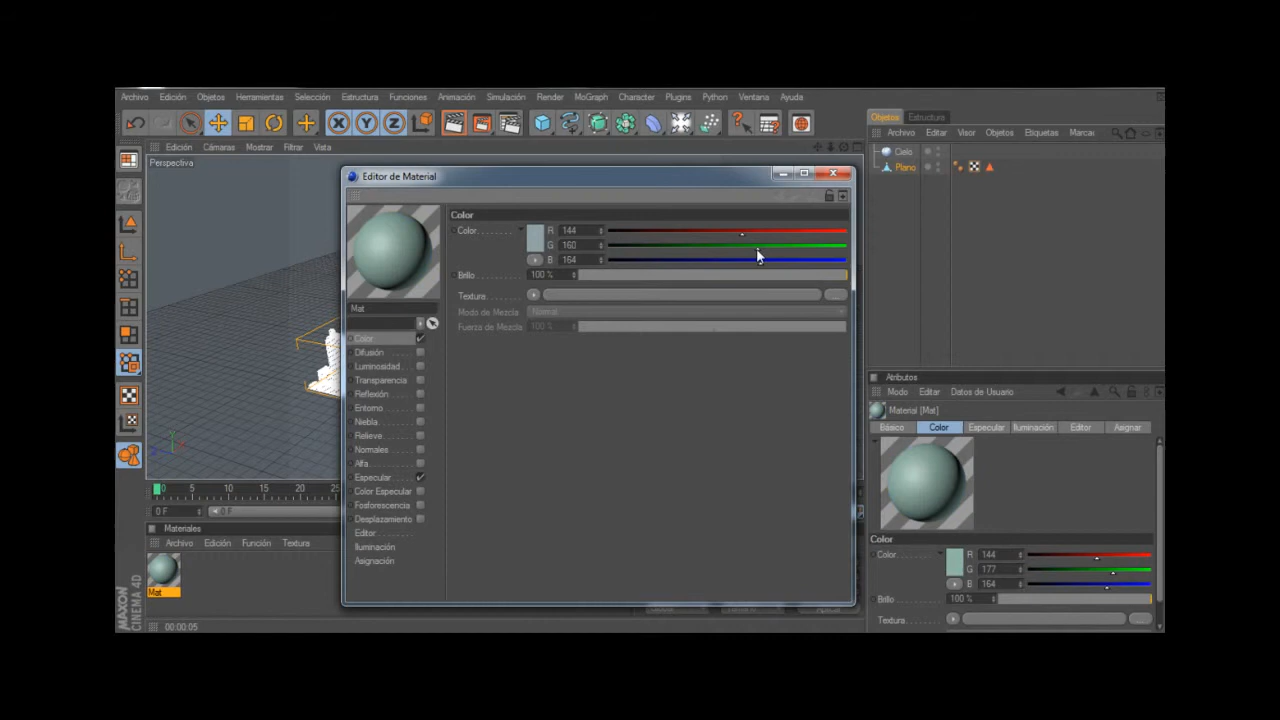 Archivo Edición Objetos Herramientas Selección Estructura Funciones Animación Simulación Render MoGraph Character Plugins Python Ventana Ayuda
Objetos Estructura
Archivo Editar Visor Objetos Etiquetas Marcar
Edición Cámaras Mostrar Filtrar Vista
Perspectiva
Cielo
Plano
X Y Z
Editor de Material
Color
Color R 144
G 160
B 164
Brillo 100 %
Textura ...
Modo de Mezcla Normal
Fuerza de Mezcla 100 %
Mat
Color
Difusión
Luminosidad
Transparencia
Reflexión
Entorno
Niebla
Relieve
Normales
Alfa
Especular
Color Especular
Fosforescencia
Desplazamiento
Editor
Iluminación
Asignación
0 5 10 15 20 25
0 F 0 F
Materiales
Archivo Edición Función Textura
Mat
MAXON
CINEMA 4D
00:00:05
Atributos
Modo Editar Datos de Usuario
Material [Mat]
Básico Color Especular Iluminación Editor Asignar
Color
Color R 144
G 177
B 164
Brillo 100 %
Textura ...